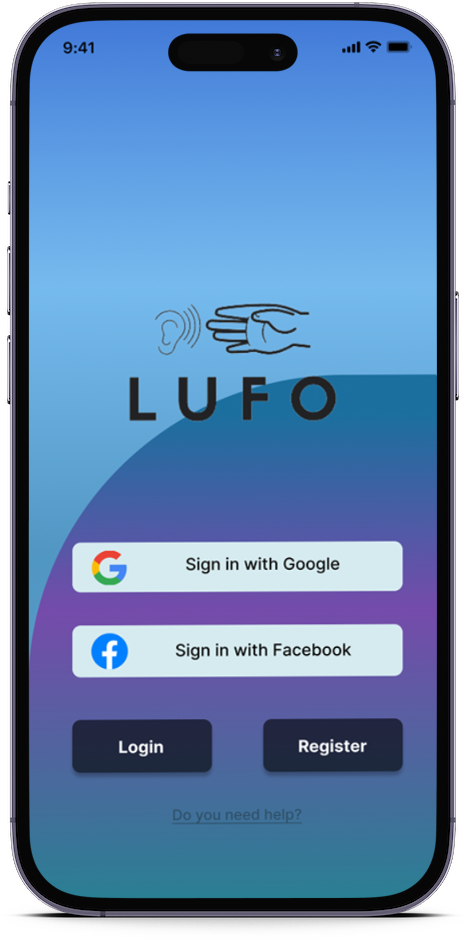 9:41
LUFO
Sign in with Google
Sign in with Facebook
Login
Register
Do you need help?